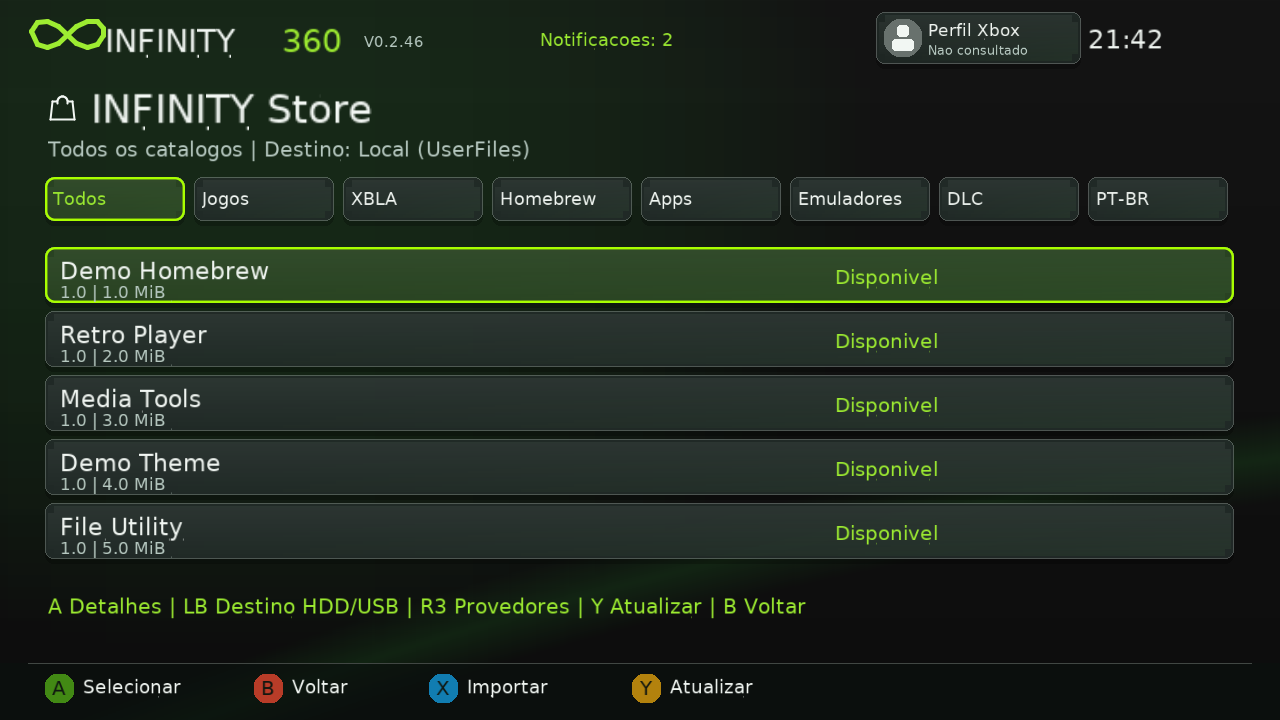 INFINITY 360 V0.2.46 Notificacoes: 2 Perfil Xbox 21:42
Nao consultado
INFINITY Store
Todos os catalogos | Destino: Local (UserFiles)
Todos Jogos XBLA Homebrew Apps Emuladores DLC PT-BR
Demo Homebrew Disponivel
1.0 | 1.0 MiB
Retro Player Disponivel
1.0 | 2.0 MiB
Media Tools Disponivel
1.0 | 3.0 MiB
Demo Theme Disponivel
1.0 | 4.0 MiB
File Utility Disponivel
1.0 | 5.0 MiB
A Detalhes | LB Destino HDD/USB | R3 Provedores | Y Atualizar | B Voltar
A Selecionar B Voltar X Importar Y Atualizar